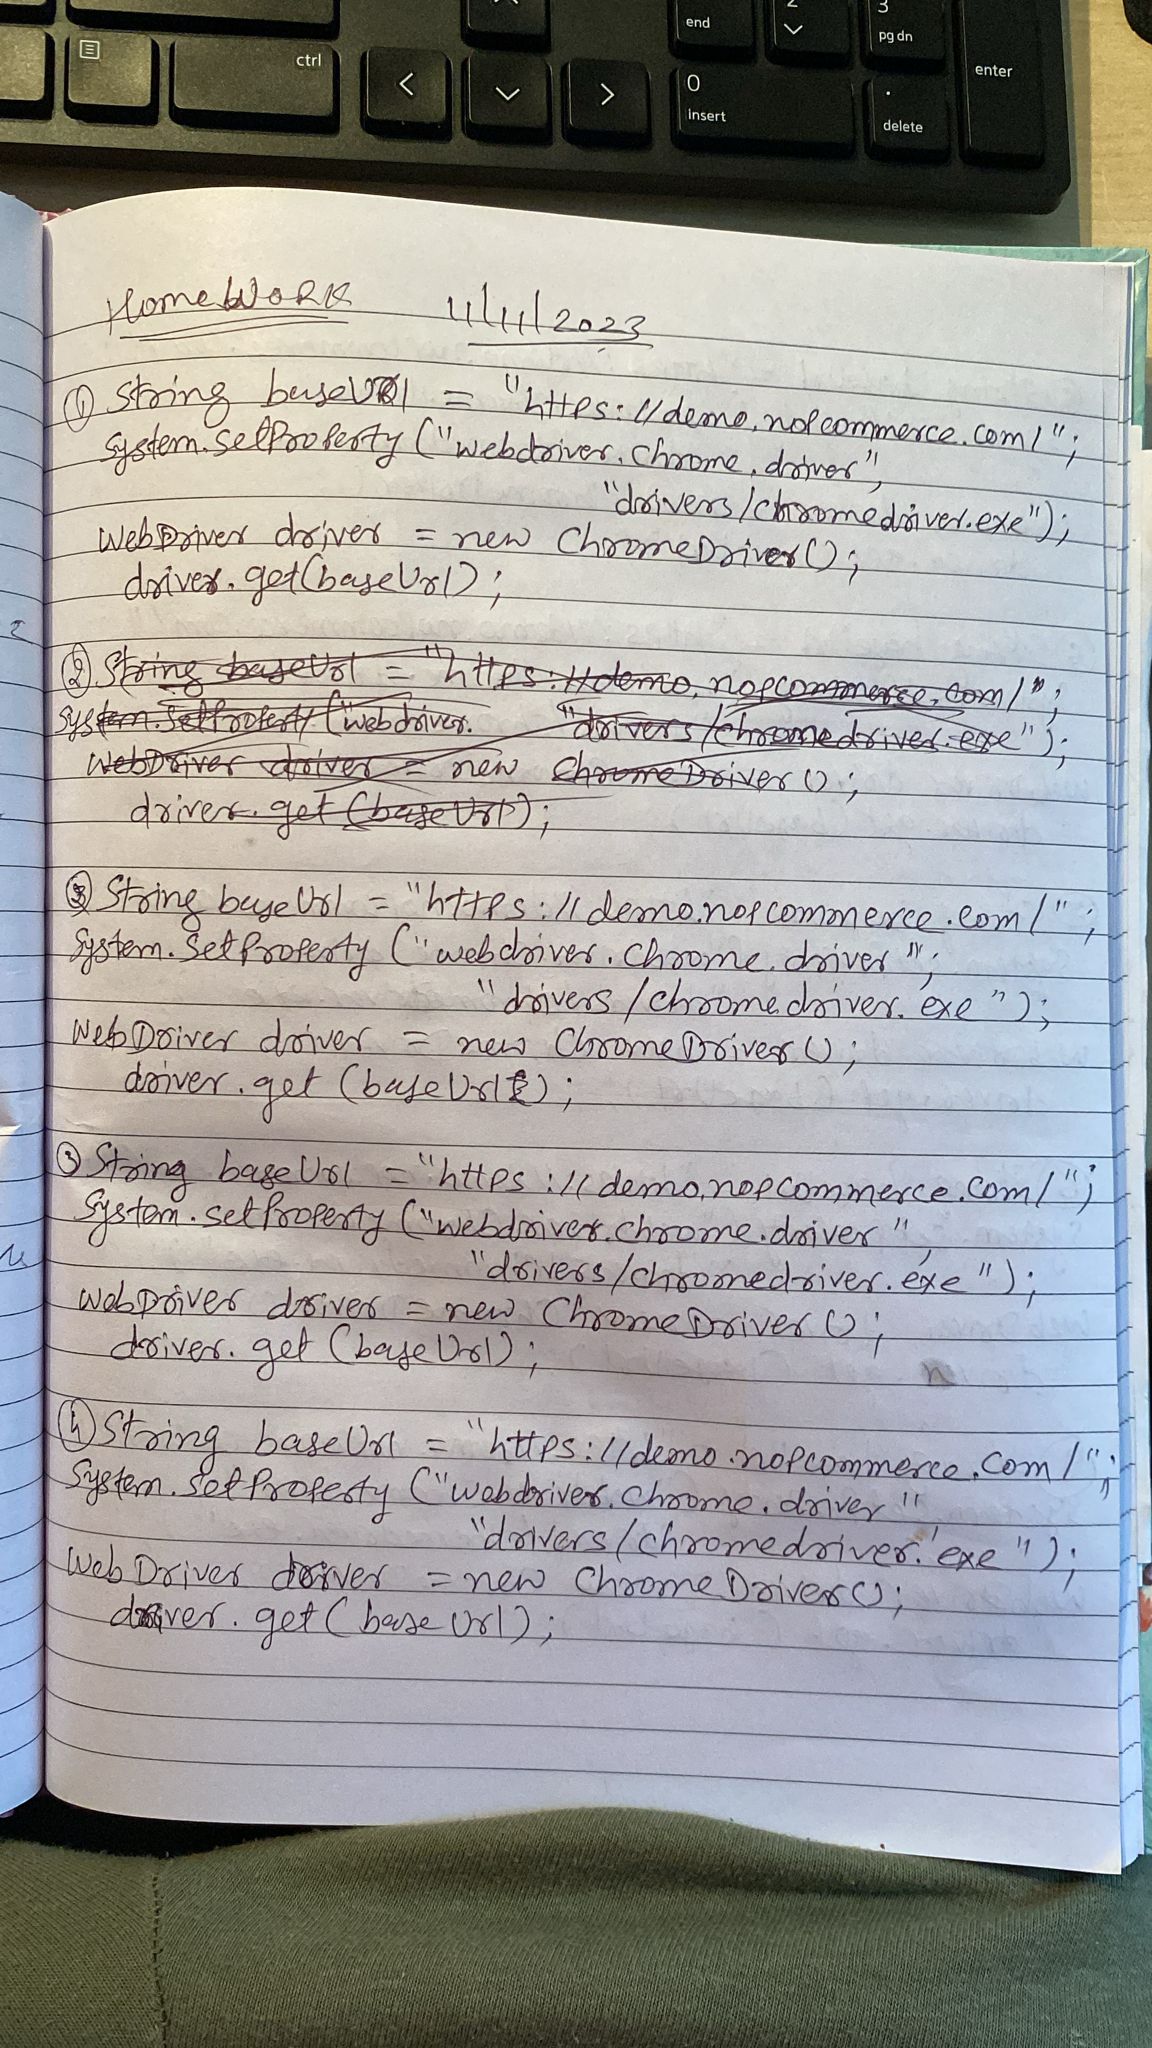 end
2
3
pg dn
enter
ctrl
0
Insert
.
delete
HomeWORK 11/11/2023
① String baseUrl = "https://demo.nopcommerce.com/";
System.setProperty ("webdriver.chrome.driver",
"drivers/chromedriver.exe");
WebDriver driver = new ChromeDriver();
driver.get(baseUrl);
② String baseUrl = "https://demo.nopcommerce.com/";
System.setProperty ("webdriver. "drivers/chromedriver.exe");
WebDriver driver = new ChromeDriver();
driver.get (baseUrl);
② String baseUrl = "https://demo.nopcommerce.com/";
System.setProperty ("webdriver.chrome.driver";
"drivers/chromedriver.exe");
WebDriver driver = new ChromeDriver();
driver.get (baseUrl);
③ String baseUrl = "https://demo.nopcommerce.com/";
System.setProperty ("webdriver.chrome.driver",
"drivers/chromedriver.exe");
WebDriver driver = new ChromeDriver();
driver.get (baseUrl);
④ String baseUrl = "https://demo.nopcommerce.com/";
System.setProperty ("webdriver.chrome.driver",
"drivers/chromedriver.exe");
WebDriver driver = new ChromeDriver();
driver.get (baseUrl);